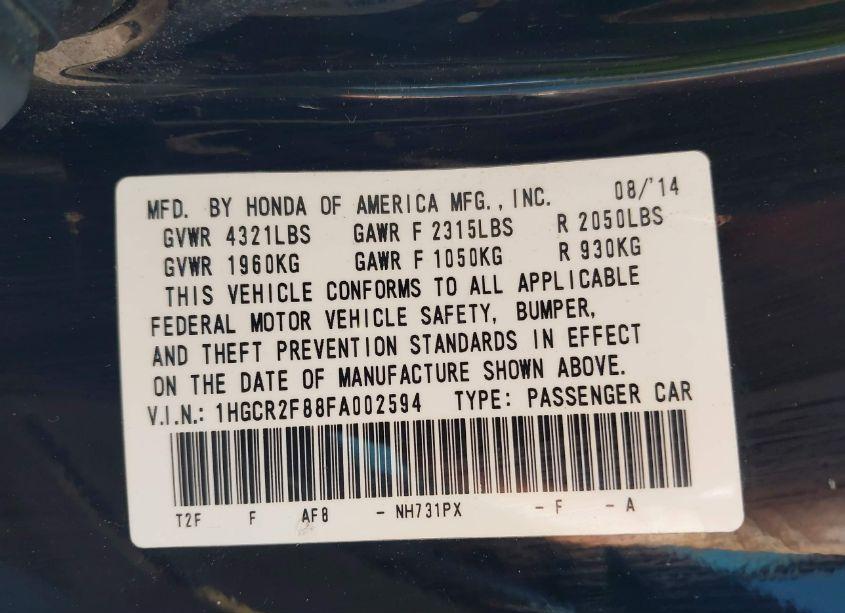 MFD. BY HONDA OF AMERICA MFG., INC. 08/'14
GVWR 4321LBS GAWR F 2315LBS R 2050LBS
GVWR 1960KG GAWR F 1050KG R 930KG
THIS VEHICLE CONFORMS TO ALL APPLICABLE
FEDERAL MOTOR VEHICLE SAFETY, BUMPER,
AND THEFT PREVENTION STANDARDS IN EFFECT
ON THE DATE OF MANUFACTURE SHOWN ABOVE.
V.I.N.: 1HGCR2F88FA002594 TYPE: PASSENGER CAR
T2F F AF8 - NH731PX - F - A